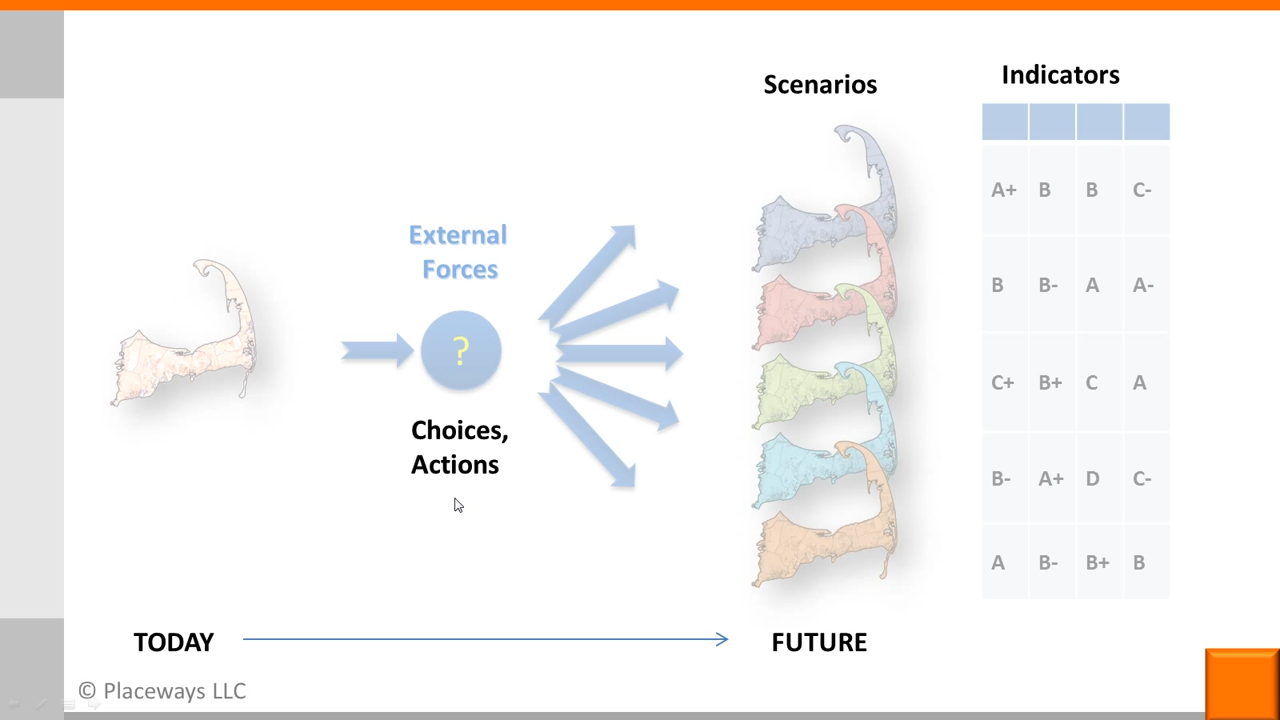 Scenarios
Indicators
A+ B B C-
B B- A A-
C+ B+ C A
B- A+ D C-
A B- B+ B
External
Forces
?
Choices,
Actions
TODAY
FUTURE
© Placeways LLC